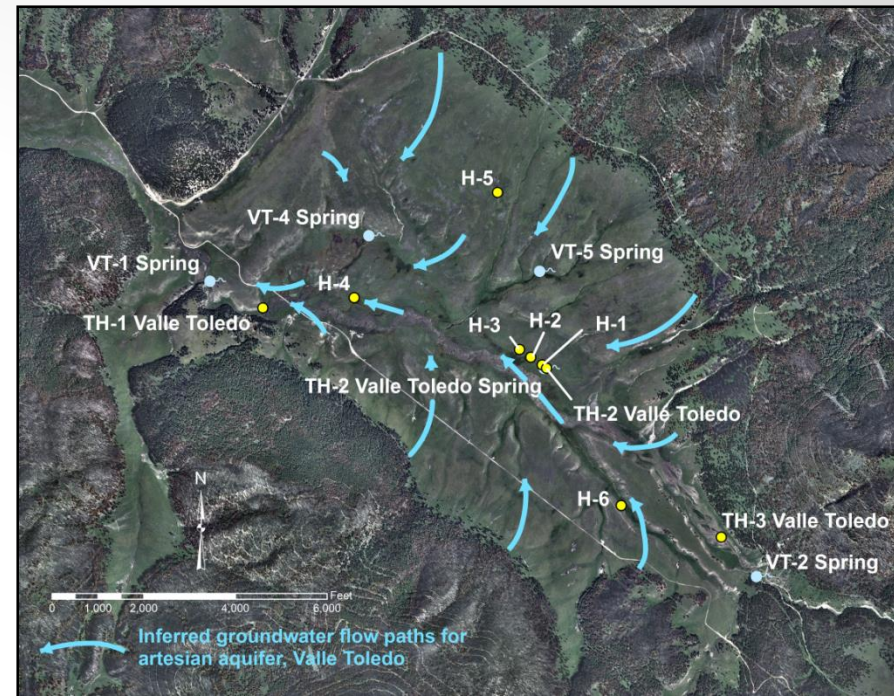 H-5
VT-4 Spring
VT-5 Spring
VT-1 Spring
H-4
TH-1 Valle Toledo
H-3
H-2
H-1
TH-2 Valle Toledo Spring
TH-2 Valle Toledo
H-6
TH-3 Valle Toledo
VT-2 Spring
N
Feet
0 1,000 2,000 4,000 6,000
Inferred groundwater flow paths for
artesian aquifer, Valle Toledo